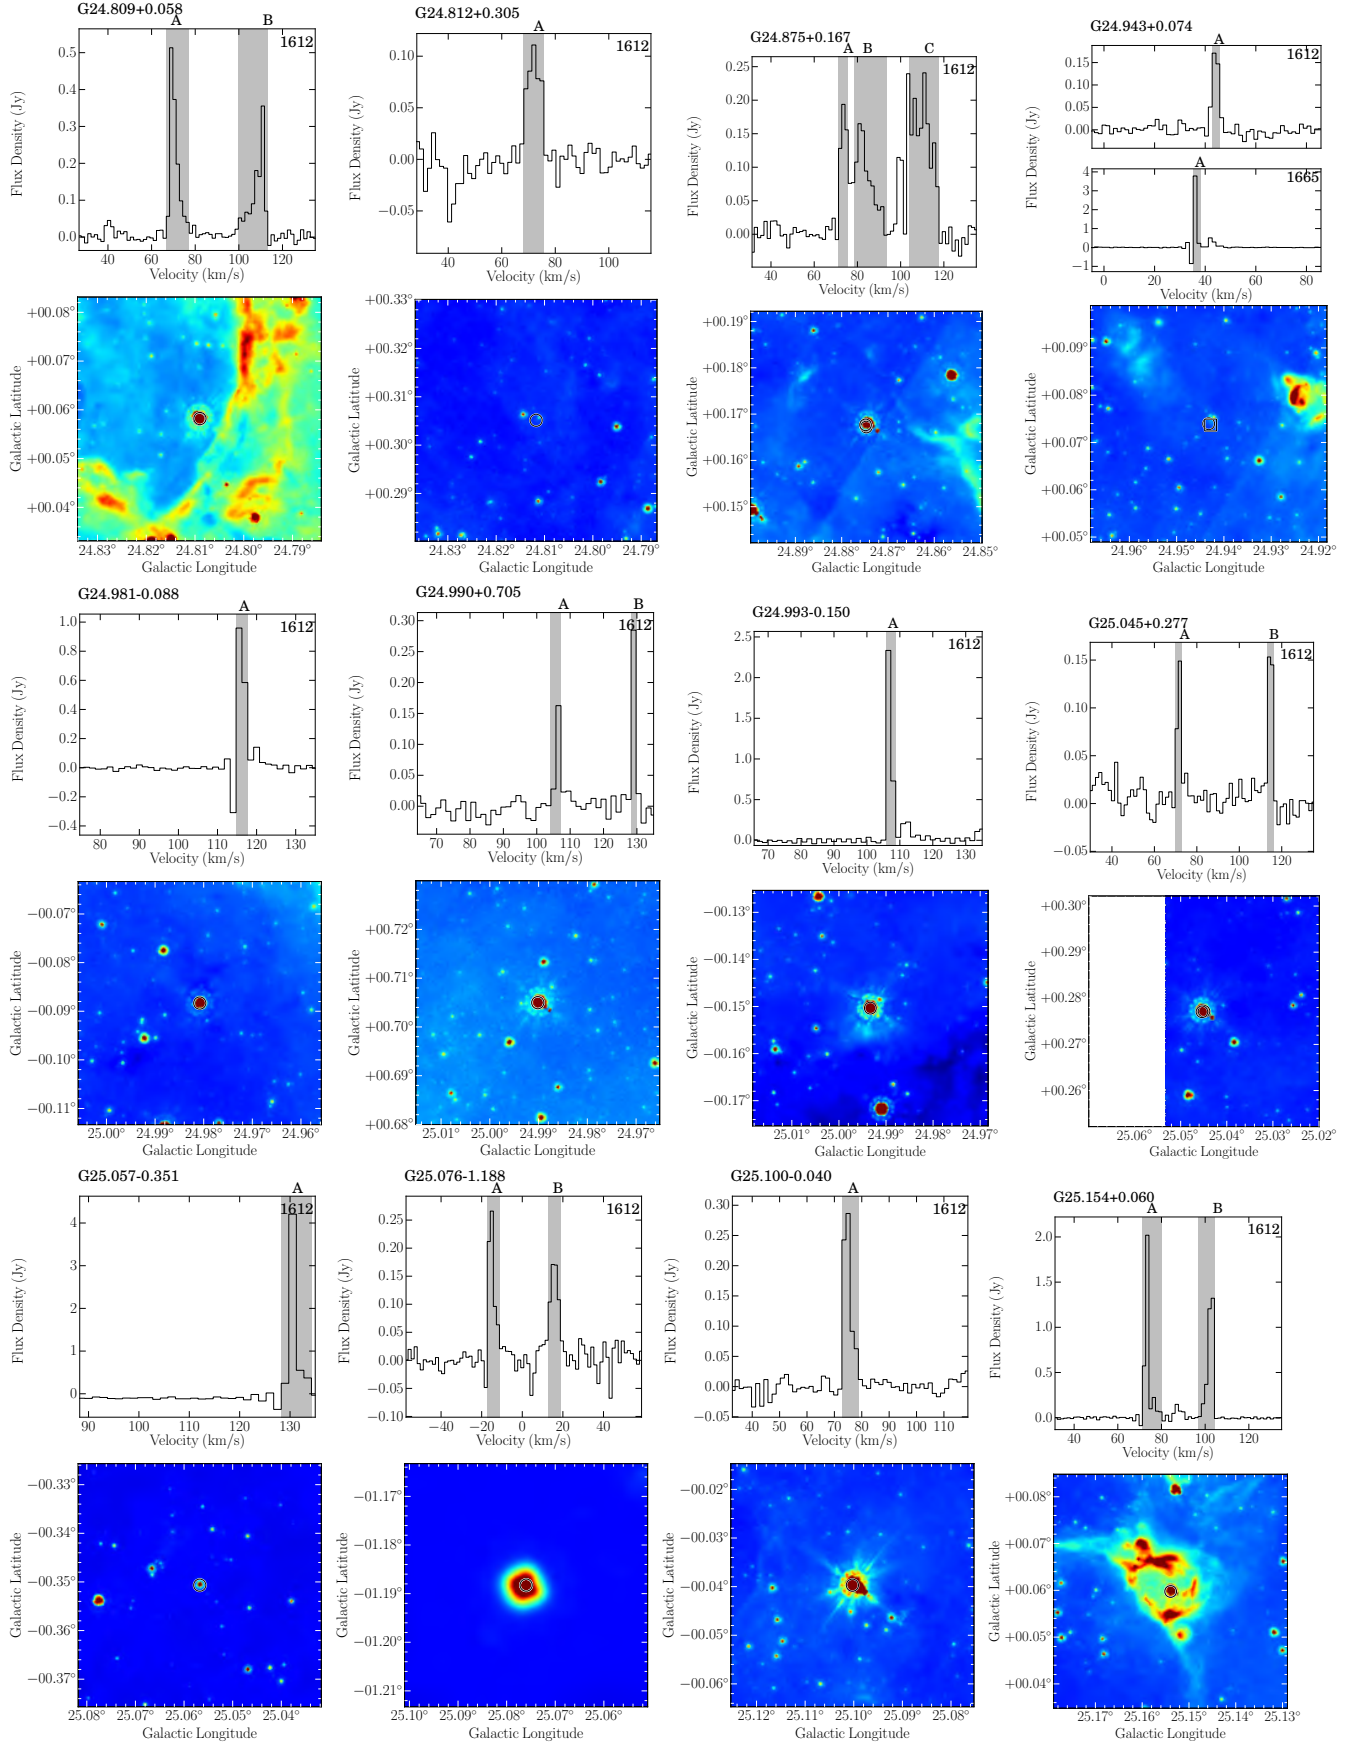 G24.809+0.058
A
B
1612
0.5
0.4
0.3
0.2
0.1
0.0
Flux Density (Jy)
40 60 80 100 120
Velocity (km/s)
+00.08°
+00.07°
+00.06°
+00.05°
+00.04°
Galactic Latitude
24.83° 24.82° 24.81° 24.80° 24.79°
Galactic Longitude
G24.812+0.305
A
1612
0.10
0.05
0.00
−0.05
Flux Density (Jy)
40 60 80 100
Velocity (km/s)
+00.33°
+00.32°
+00.31°
+00.30°
+00.29°
Galactic Latitude
24.83° 24.82° 24.81° 24.80° 24.79°
Galactic Longitude
G24.875+0.167
A B C
1612
0.25
0.20
0.15
0.10
0.05
0.00
Flux Density (Jy)
40 60 80 100 120
Velocity (km/s)
+00.19°
+00.18°
+00.17°
+00.16°
+00.15°
Galactic Latitude
24.89° 24.88° 24.87° 24.86° 24.85°
Galactic Longitude
G24.943+0.074
A
1612
0.15
0.10
0.05
0.00
A
1665
4
3
2
1
0
−1
Flux Density (Jy)
0 20 40 60 80
Velocity (km/s)
+00.09°
+00.08°
+00.07°
+00.06°
+00.05°
Galactic Latitude
24.96° 24.95° 24.94° 24.93° 24.92°
Galactic Longitude
G24.981-0.088
A
1612
1.0
0.8
0.6
0.4
0.2
0.0
−0.2
−0.4
Flux Density (Jy)
80 90 100 110 120 130
Velocity (km/s)
−00.07°
−00.08°
−00.09°
−00.10°
−00.11°
Galactic Latitude
25.00° 24.99° 24.98° 24.97° 24.96°
Galactic Longitude
G24.990+0.705
A
B
1612
0.30
0.25
0.20
0.15
0.10
0.05
0.00
Flux Density (Jy)
70 80 90 100 110 120 130
Velocity (km/s)
+00.72°
+00.71°
+00.70°
+00.69°
+00.68°
Galactic Latitude
25.01° 25.00° 24.99° 24.98° 24.97°
Galactic Longitude
G24.993-0.150
A
1612
2.5
2.0
1.5
1.0
0.5
0.0
Flux Density (Jy)
70 80 90 100 110 120 130
Velocity (km/s)
−00.13°
−00.14°
−00.15°
−00.16°
−00.17°
Galactic Latitude
25.01° 25.00° 24.99° 24.98° 24.97°
Galactic Longitude
G25.045+0.277
A
B
1612
0.15
0.10
0.05
0.00
−0.05
Flux Density (Jy)
40 60 80 100 120
Velocity (km/s)
+00.30°
+00.29°
+00.28°
+00.27°
+00.26°
Galactic Latitude
25.06° 25.05° 25.04° 25.03° 25.02°
Galactic Longitude
G25.057-0.351
A
1612
4
3
2
1
0
Flux Density (Jy)
90 100 110 120 130
Velocity (km/s)
−00.33°
−00.34°
−00.35°
−00.36°
−00.37°
Galactic Latitude
25.08° 25.07° 25.06° 25.05° 25.04°
Galactic Longitude
G25.076-1.188
A
B
1612
0.25
0.20
0.15
0.10
0.05
0.00
−0.05
−0.10
Flux Density (Jy)
−40 −20 0 20 40
Velocity (km/s)
−01.17°
−01.18°
−01.19°
−01.20°
−01.21°
Galactic Latitude
25.10° 25.09° 25.08° 25.07° 25.06°
Galactic Longitude
G25.100-0.040
A
1612
0.30
0.25
0.20
0.15
0.10
0.05
0.00
−0.05
Flux Density (Jy)
40 50 60 70 80 90 100 110
Velocity (km/s)
−00.02°
−00.03°
−00.04°
−00.05°
−00.06°
Galactic Latitude
25.12° 25.11° 25.10° 25.09° 25.08°
Galactic Longitude
G25.154+0.060
A
B
1612
2.0
1.5
1.0
0.5
0.0
Flux Density (Jy)
40 60 80 100 120
Velocity (km/s)
+00.08°
+00.07°
+00.06°
+00.05°
+00.04°
Galactic Latitude
25.17° 25.16° 25.15° 25.14° 25.13°
Galactic Longitude